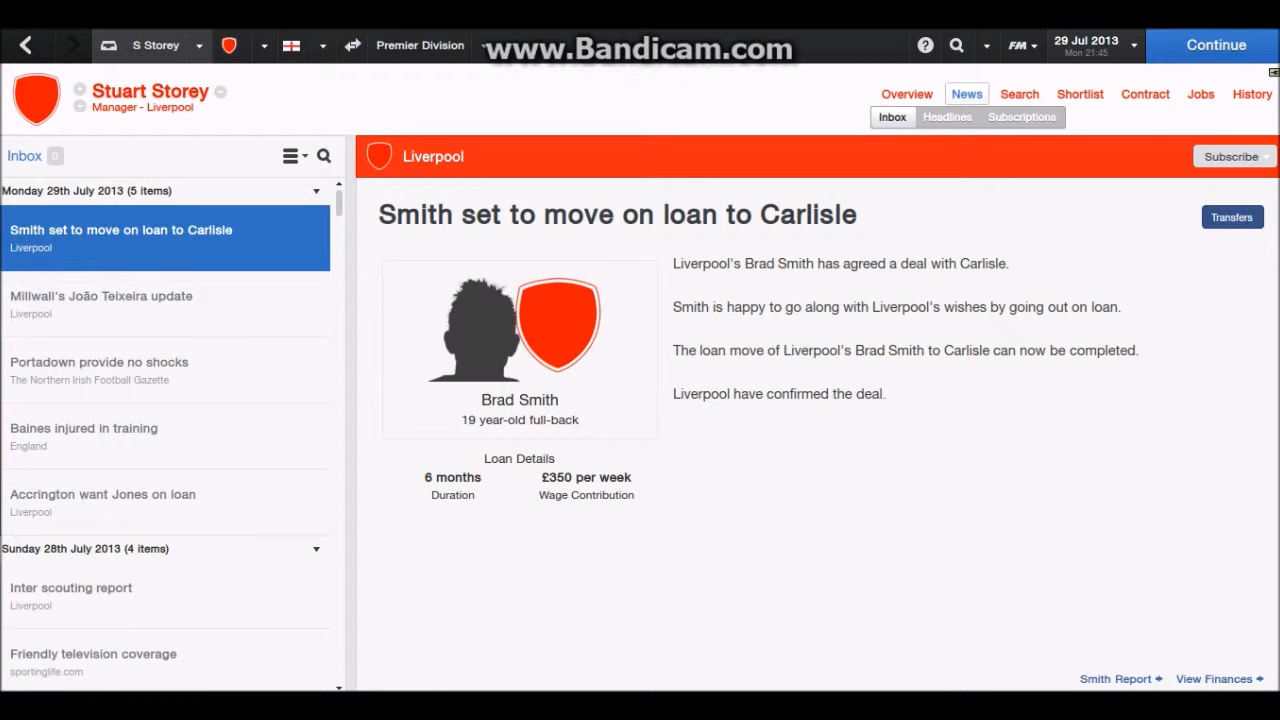 S Storey
Premier Division
www.Bandicam.com
FM
29 Jul 2013
Mon 21:45
Continue
Stuart Storey
Manager - Liverpool
Overview
News
Search
Shortlist
Contract
Jobs
History
Inbox
Headlines
Subscriptions
Inbox 0
Liverpool
Subscribe
Monday 29th July 2013 (5 items)
Smith set to move on loan to Carlisle
Liverpool
Millwall's João Teixeira update
Liverpool
Portadown provide no shocks
The Northern Irish Football Gazette
Baines injured in training
England
Accrington want Jones on loan
Liverpool
Sunday 28th July 2013 (4 items)
Inter scouting report
Liverpool
Friendly television coverage
sportinglife.com
Smith set to move on loan to Carlisle
Transfers
Brad Smith
19 year-old full-back
Loan Details
6 months
£350 per week
Duration
Wage Contribution
Liverpool's Brad Smith has agreed a deal with Carlisle.
Smith is happy to go along with Liverpool's wishes by going out on loan.
The loan move of Liverpool's Brad Smith to Carlisle can now be completed.
Liverpool have confirmed the deal.
Smith Report
View Finances